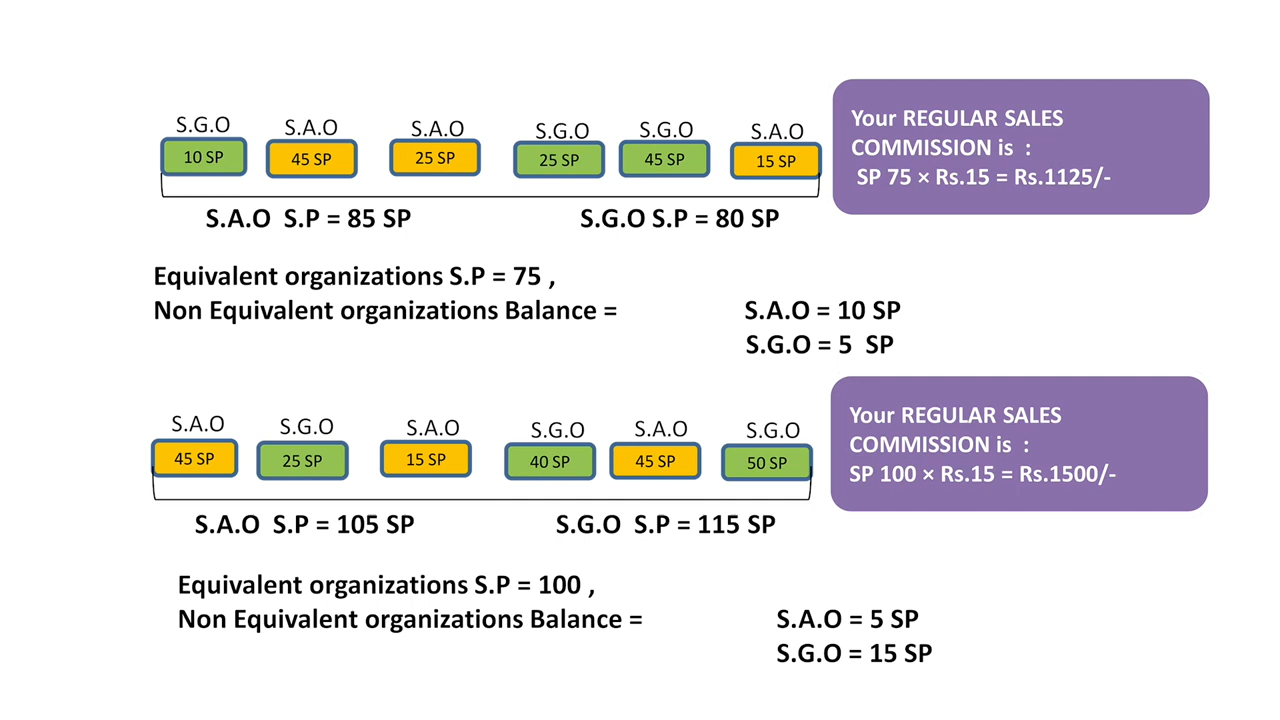 S.G.O S.A.O S.A.O S.G.O S.G.O S.A.O
10 SP 45 SP 25 SP 25 SP 45 SP 15 SP
S.A.O S.P = 85 SP S.G.O S.P = 80 SP
Your REGULAR SALES
COMMISSION is :
SP 75 × Rs.15 = Rs.1125/-
Equivalent organizations S.P = 75 ,
Non Equivalent organizations Balance = S.A.O = 10 SP
S.G.O = 5 SP
S.A.O S.G.O S.A.O S.G.O S.A.O S.G.O
45 SP 25 SP 15 SP 40 SP 45 SP 50 SP
S.A.O S.P = 105 SP S.G.O S.P = 115 SP
Your REGULAR SALES
COMMISSION is :
SP 100 × Rs.15 = Rs.1500/-
Equivalent organizations S.P = 100 ,
Non Equivalent organizations Balance = S.A.O = 5 SP
S.G.O = 15 SP